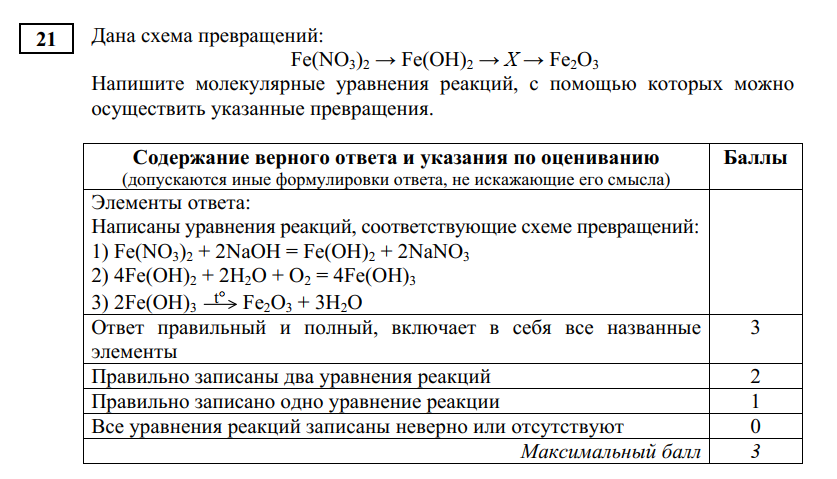 21
Дана схема превращений:
Fe(NO₃)₂ → Fe(OH)₂ → X → Fe₂O₃
Напишите молекулярные уравнения реакций, с помощью которых можно
осуществить указанные превращения.
Содержание верного ответа и указания по оцениванию
Баллы
(допускаются иные формулировки ответа, не искажающие его смысла)
Элементы ответа:
Написаны уравнения реакций, соответствующие схеме превращений:
1) Fe(NO₃)₂ + 2NaOH = Fe(OH)₂ + 2NaNO₃
2) 4Fe(OH)₂ + 2H₂O + O₂ = 4Fe(OH)₃
3) 2Fe(OH)₃ —t°→ Fe₂O₃ + 3H₂O
Ответ правильный и полный, включает в себя все названные
3
элементы
Правильно записаны два уравнения реакций
2
Правильно записано одно уравнение реакции
1
Все уравнения реакций записаны неверно или отсутствуют
0
Максимальный балл
3